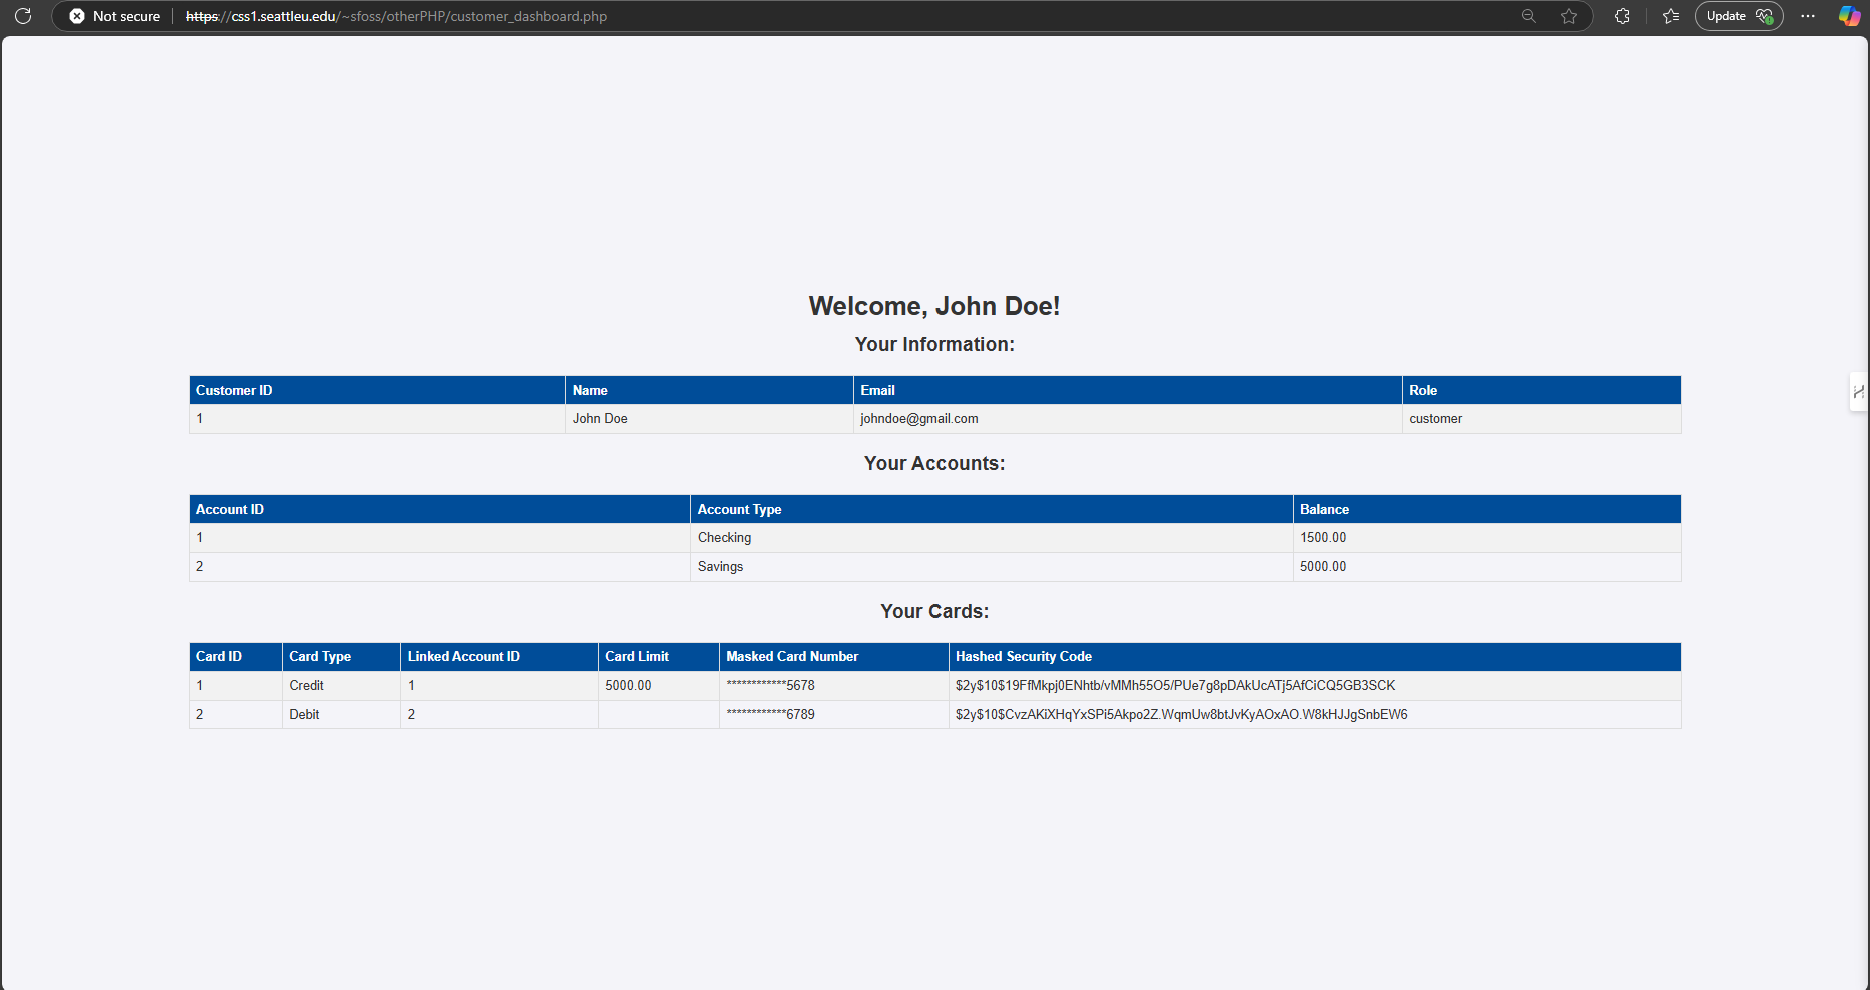 Not secure https://css1.seattleu.edu/~sfoss/otherPHP/customer_dashboard.php Update
Welcome, John Doe!
Your Information:
Customer ID Name Email Role
1 John Doe johndoe@gmail.com customer
Your Accounts:
Account ID Account Type Balance
1 Checking 1500.00
2 Savings 5000.00
Your Cards:
Card ID Card Type Linked Account ID Card Limit Masked Card Number Hashed Security Code
1 Credit 1 5000.00 ************5678 $2y$10$19FfMkpj0ENhtb/vMMh55O5/PUe7g8pDAkUcATj5AfCiCQ5GB3SCK
2 Debit 2 ************6789 $2y$10$CvzAKiXHqYxSPi5Akpo2Z.WqmUw8btJvKyAOxAO.W8kHJJgSnbEW6